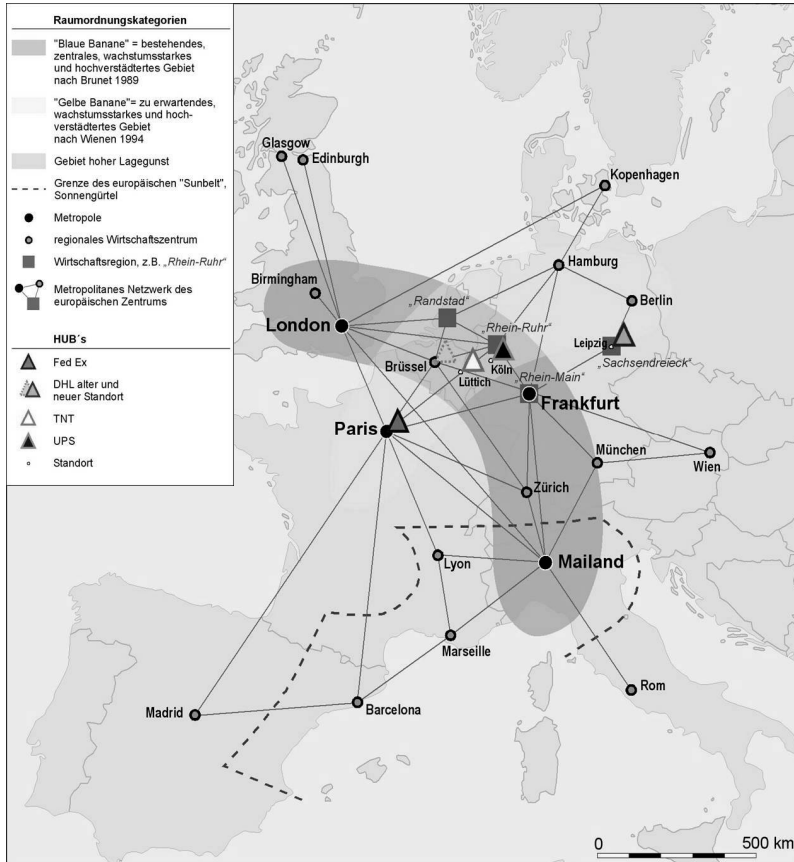 Raumordnungskategorien
"Blaue Banane" = bestehendes,
zentrales, wachstumsstarkes
und hochverstädtertes Gebiet
nach Brunet 1989
"Gelbe Banane"= zu erwartendes,
wachstumsstarkes und hoch-
verstädtertes Gebiet
nach Wienen 1994
Gebiet hoher Lagegunst
Grenze des europäischen "Sunbelt",
Sonnengürtel
Metropole
regionales Wirtschaftszentrum
Wirtschaftsregion, z.B. „Rhein-Ruhr“
Metropolitanes Netzwerk des
europäischen Zentrums
HUB´s
Fed Ex
DHL alter und
neuer Standort
TNT
UPS
Standort
Glasgow
Edinburgh
Kopenhagen
Hamburg
Birmingham
„Randstad“
Berlin
London
„Rhein-Ruhr“
Leipzig
Brüssel
Köln
„Sachsendreieck“
Lüttich
„Rhein-Main“
Frankfurt
Paris
München
Wien
Zürich
Lyon
Mailand
Marseille
Rom
Madrid
Barcelona
0 500 km